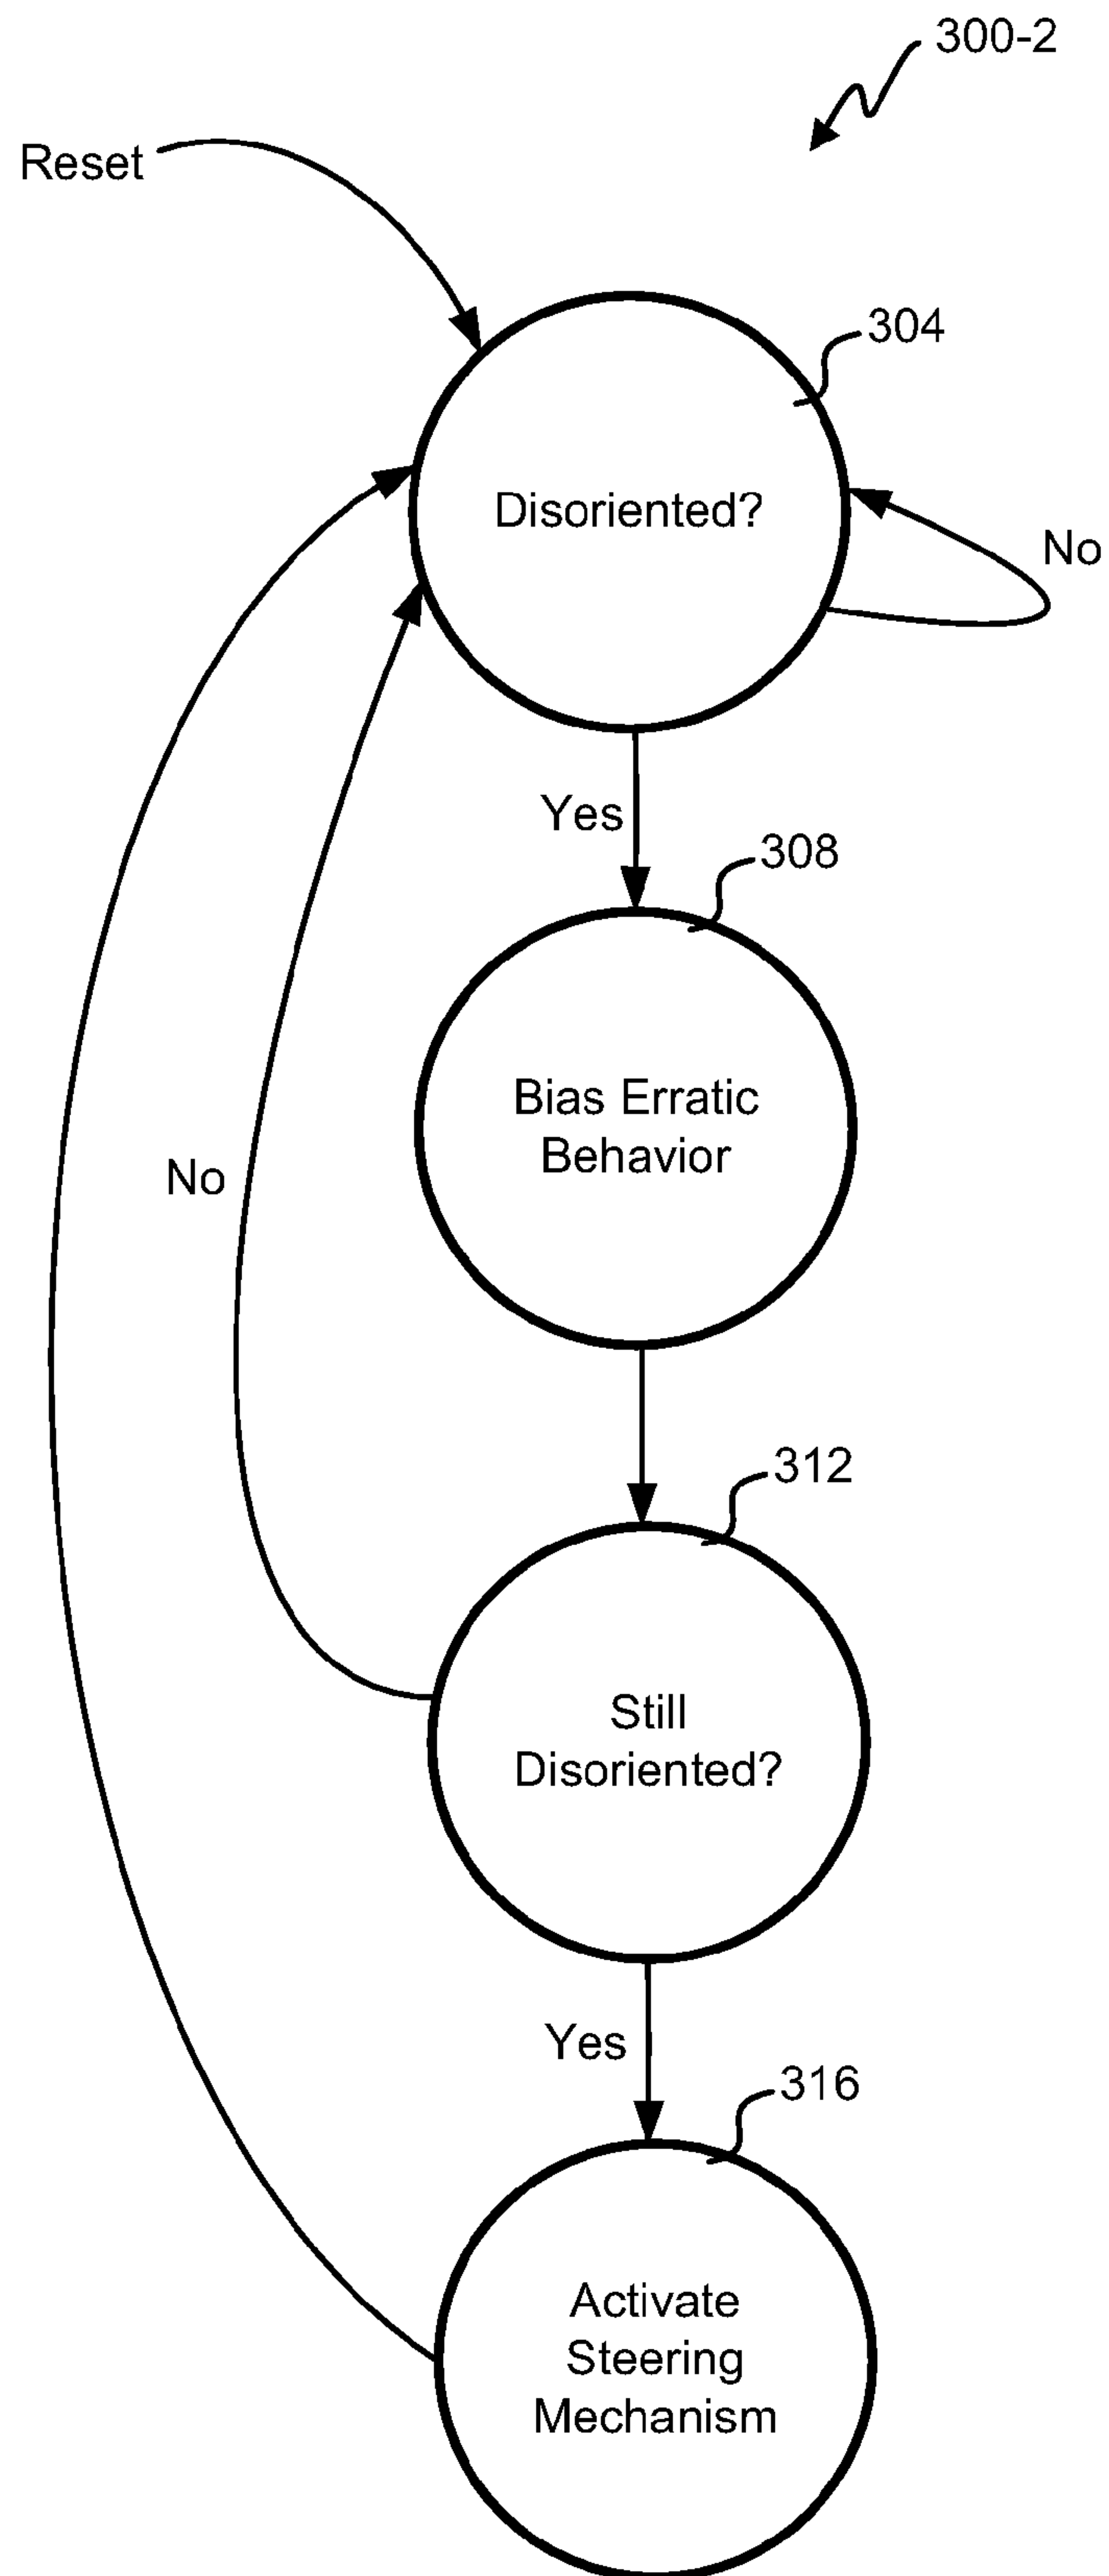 300-2
Reset
304
Disoriented?
No
Yes
308
Bias Erratic
Behavior
No
312
Still
Disoriented?
Yes
316
Activate
Steering
Mechanism